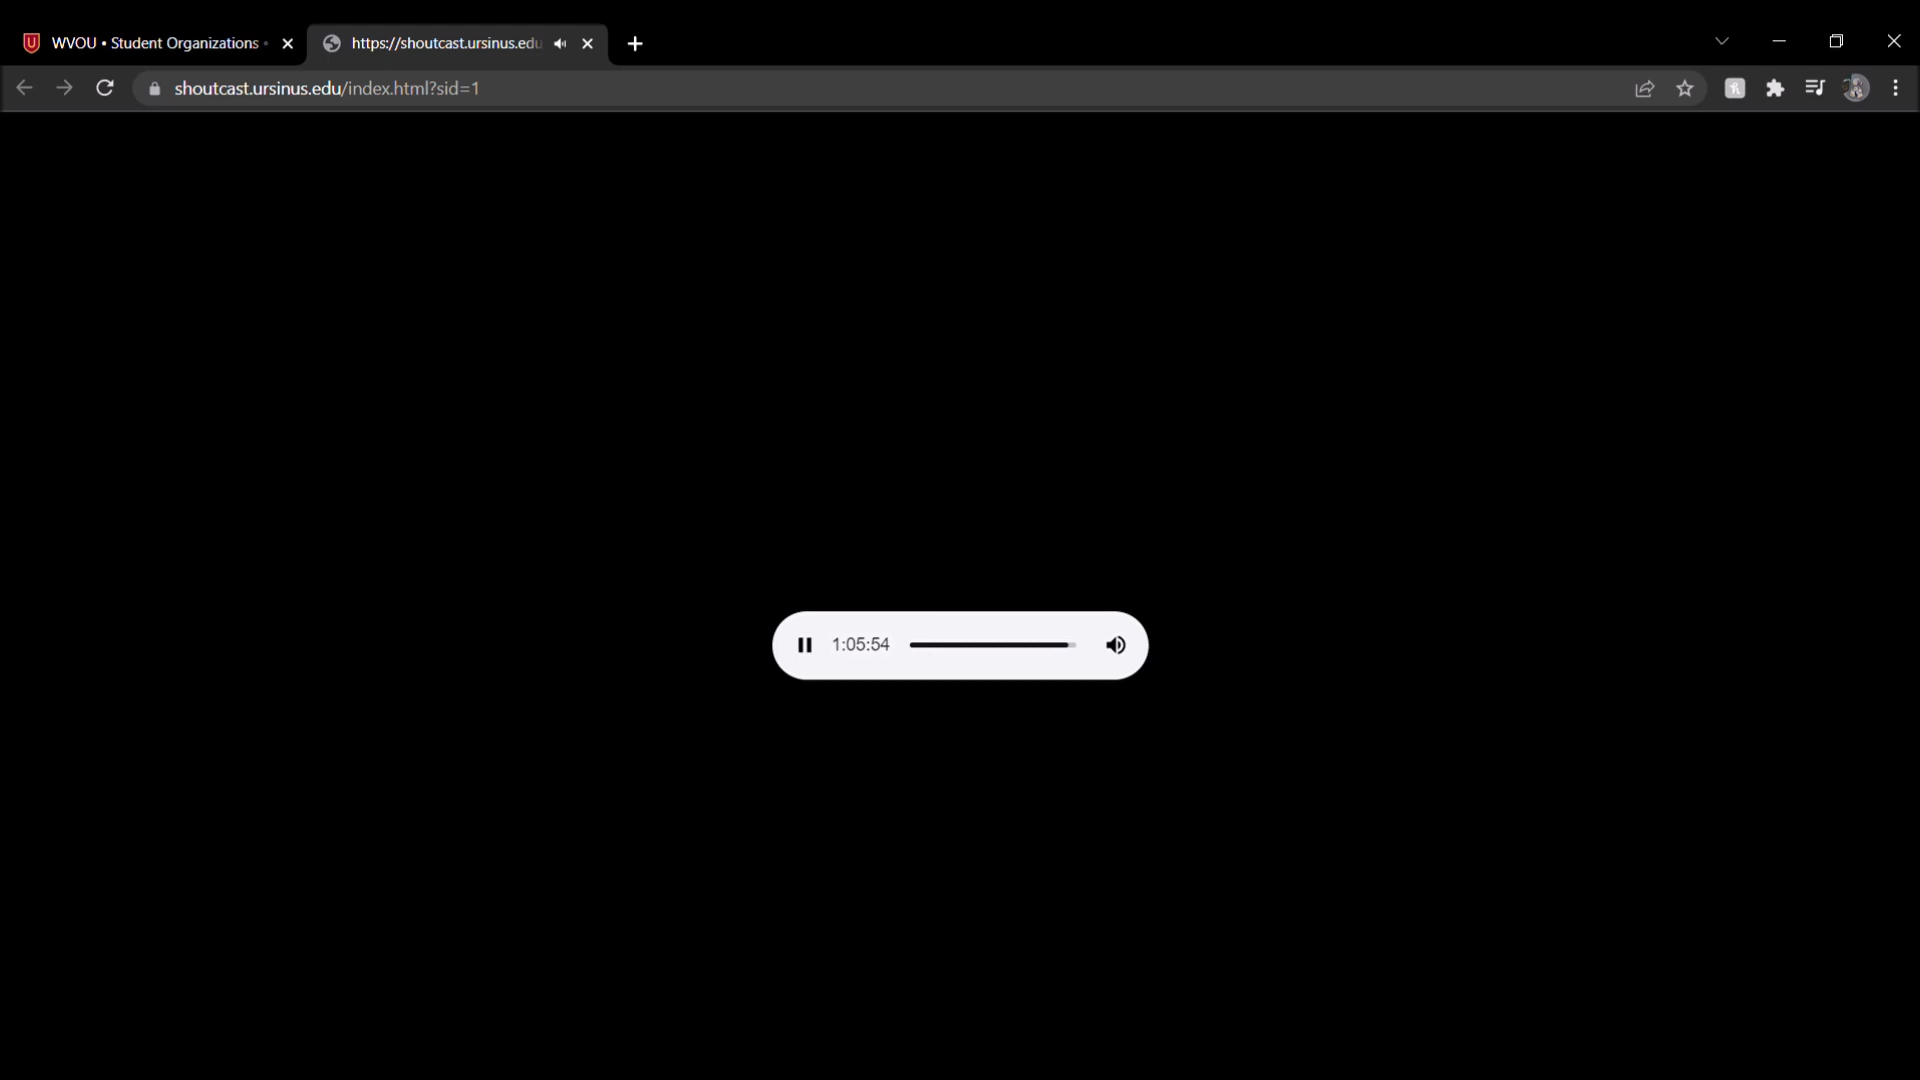 WVOU • Student Organizations •
https://shoutcast.ursinus.edu
shoutcast.ursinus.edu/index.html?sid=1
1:05:54